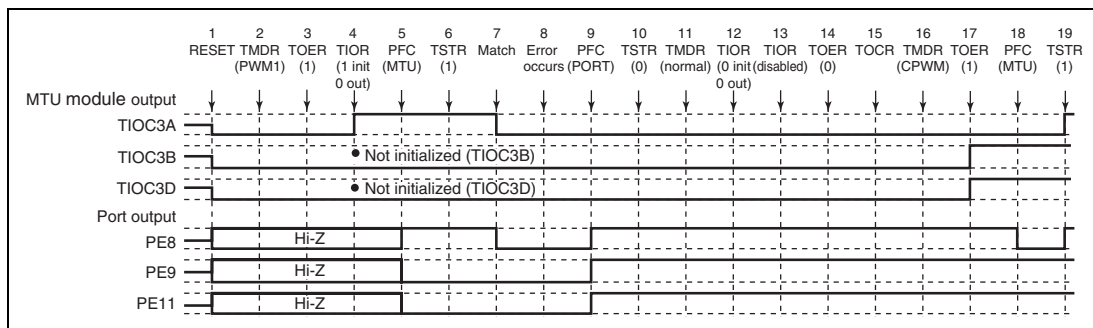 1 2 3 4 5 6 7 8 9 10 11 12 13 14 15 16 17 18 19
RESET TMDR TOER TIOR PFC TSTR Match Error PFC TSTR TMDR TIOR TIOR TOER TOCR TMDR TOER PFC TSTR
(PWM1) (1) (1 init (MTU) (1) occurs (PORT) (0) (normal) (0 init (disabled) (0) (CPWM) (1) (MTU) (1)
0 out) 0 out)
MTU module output
TIOC3A
TIOC3B • Not initialized (TIOC3B)
TIOC3D • Not initialized (TIOC3D)
Port output
PE8 Hi-Z
PE9 Hi-Z
PE11 Hi-Z